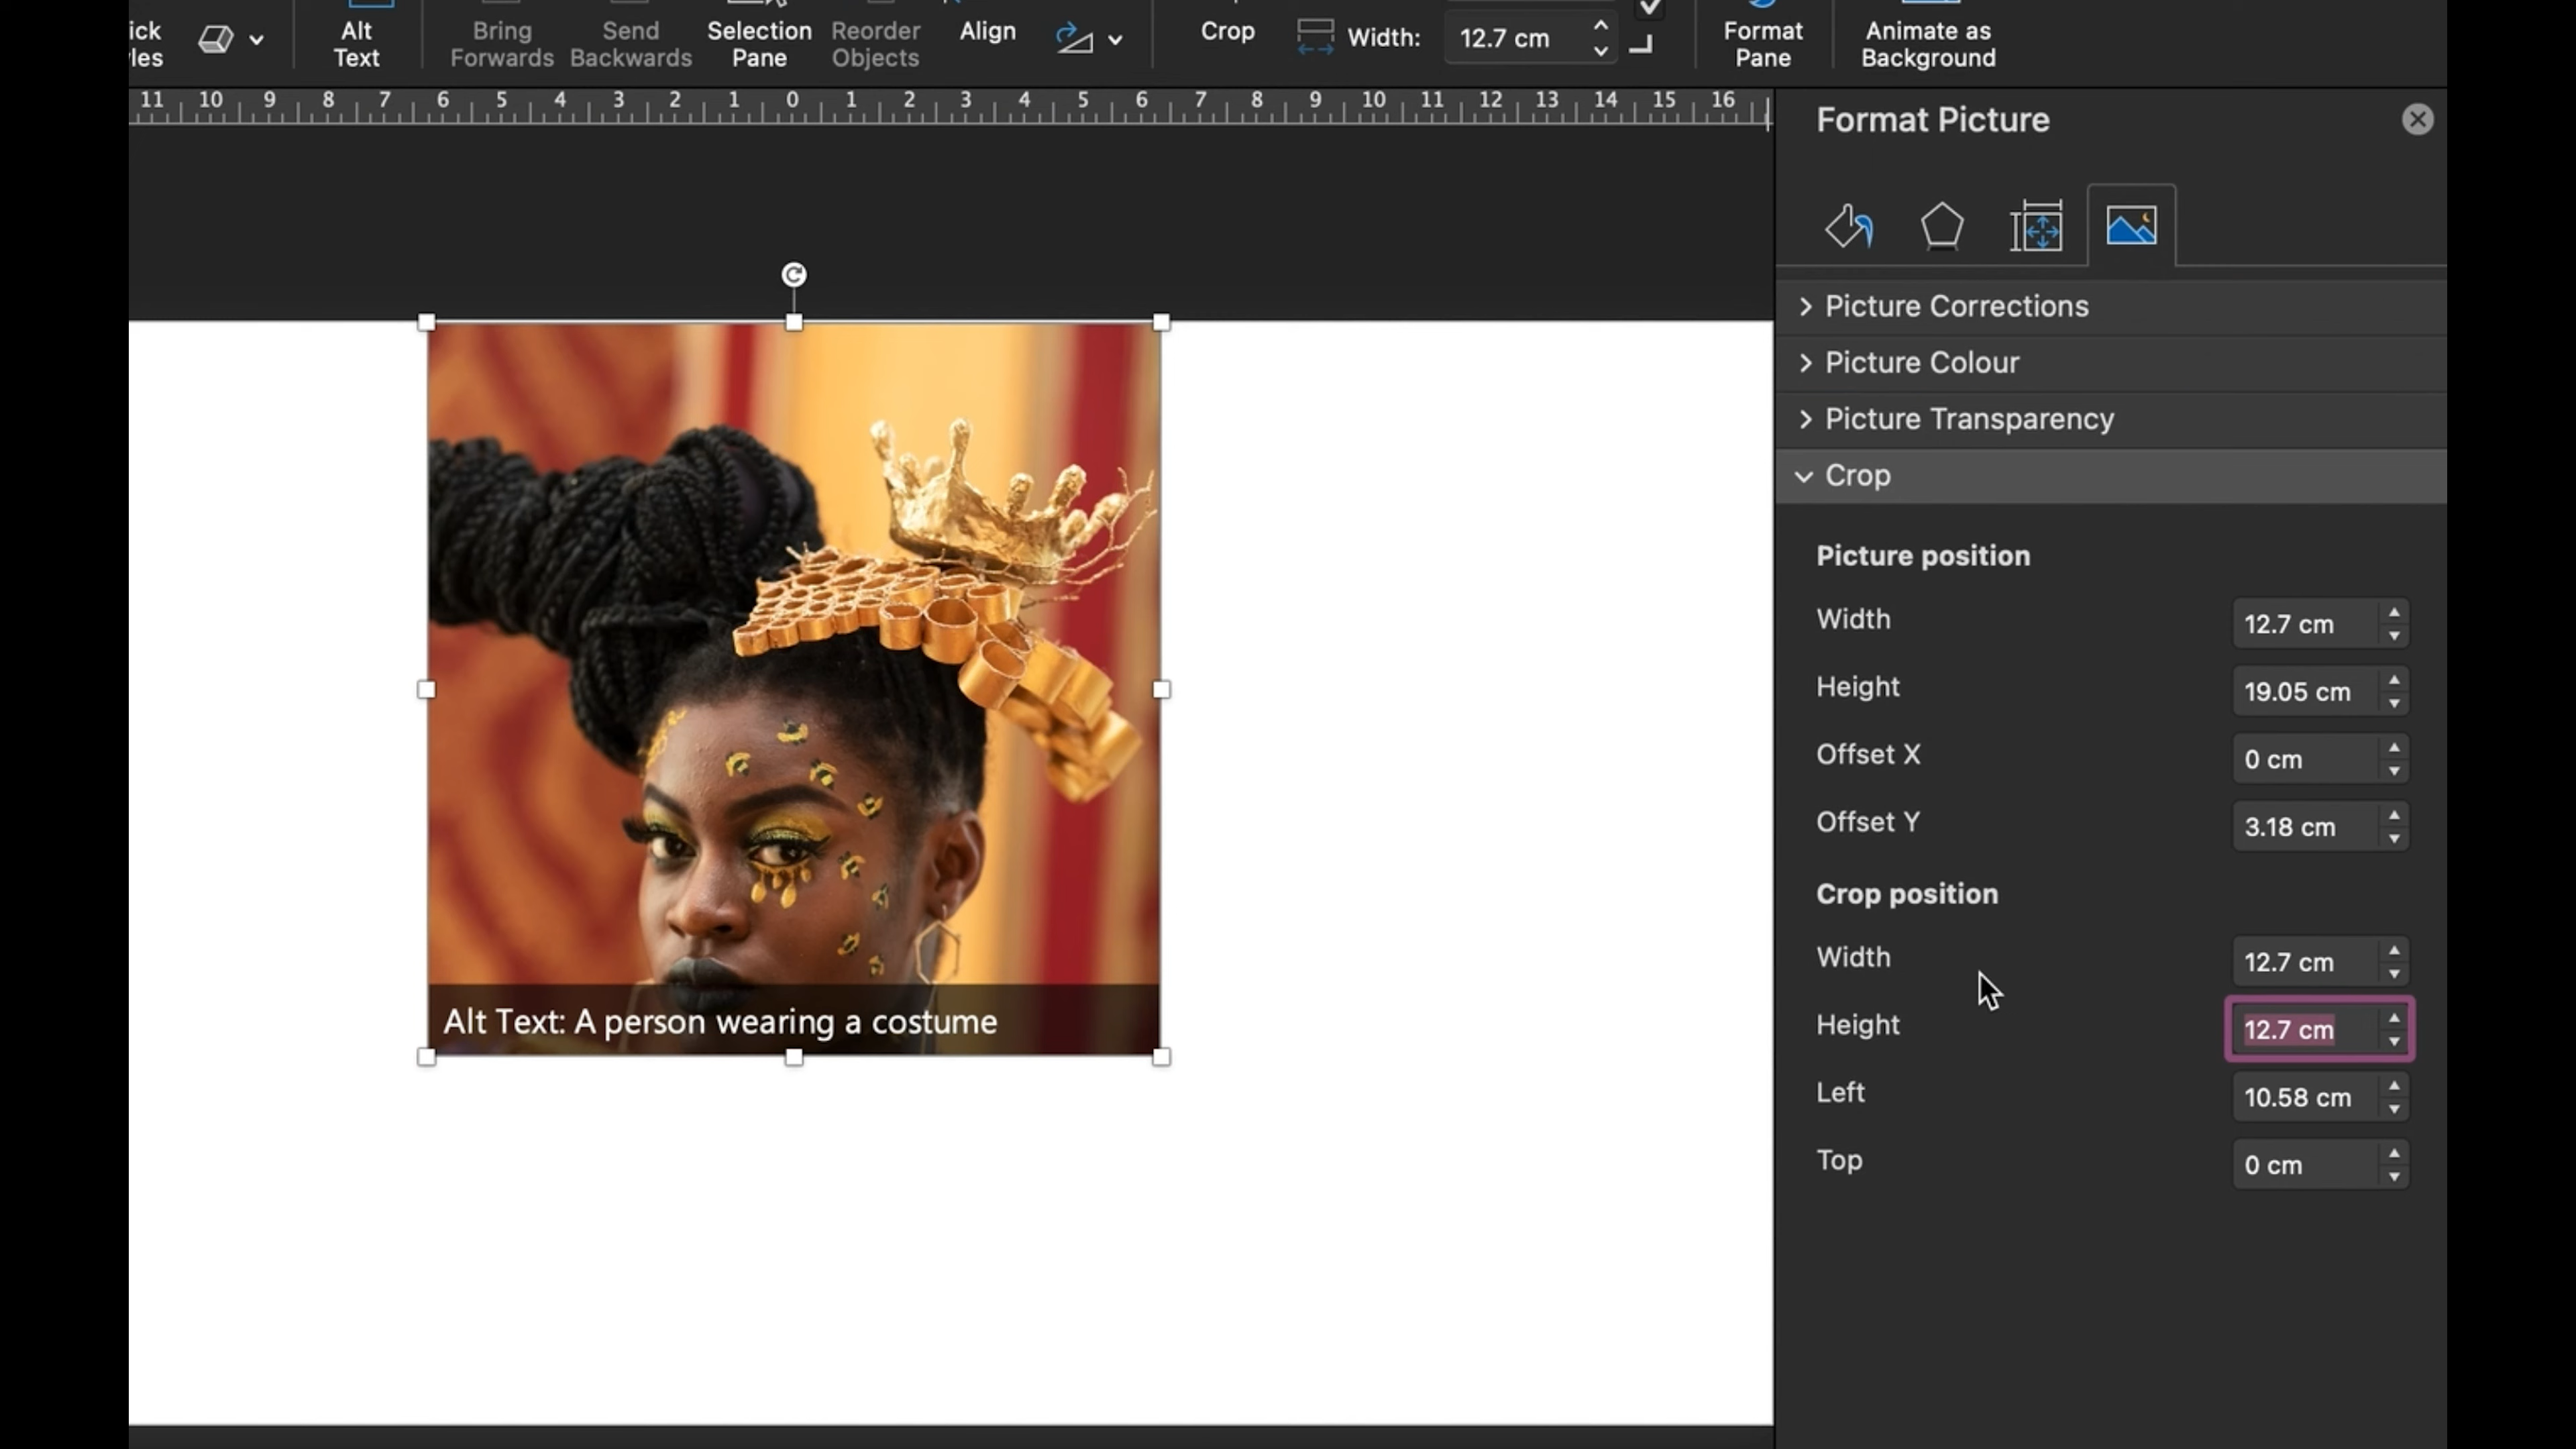 ick
les
Alt
Text
Bring
Forwards
Send
Backwards
Selection
Pane
Reorder
Objects
Align
Crop
Width: 12.7 cm
Format
Pane
Animate as
Background
11 10 9 8 7 6 5 4 3 2 1 0 1 2 3 4 5 6 7 8 9 10 11 12 13 14 15 16
Format Picture
Picture Corrections
Picture Colour
Picture Transparency
Crop
Picture position
Width 12.7 cm
Height 19.05 cm
Offset X 0 cm
Offset Y 3.18 cm
Crop position
Width 12.7 cm
Height 12.7 cm
Left 10.58 cm
Top 0 cm
Alt Text: A person wearing a costume